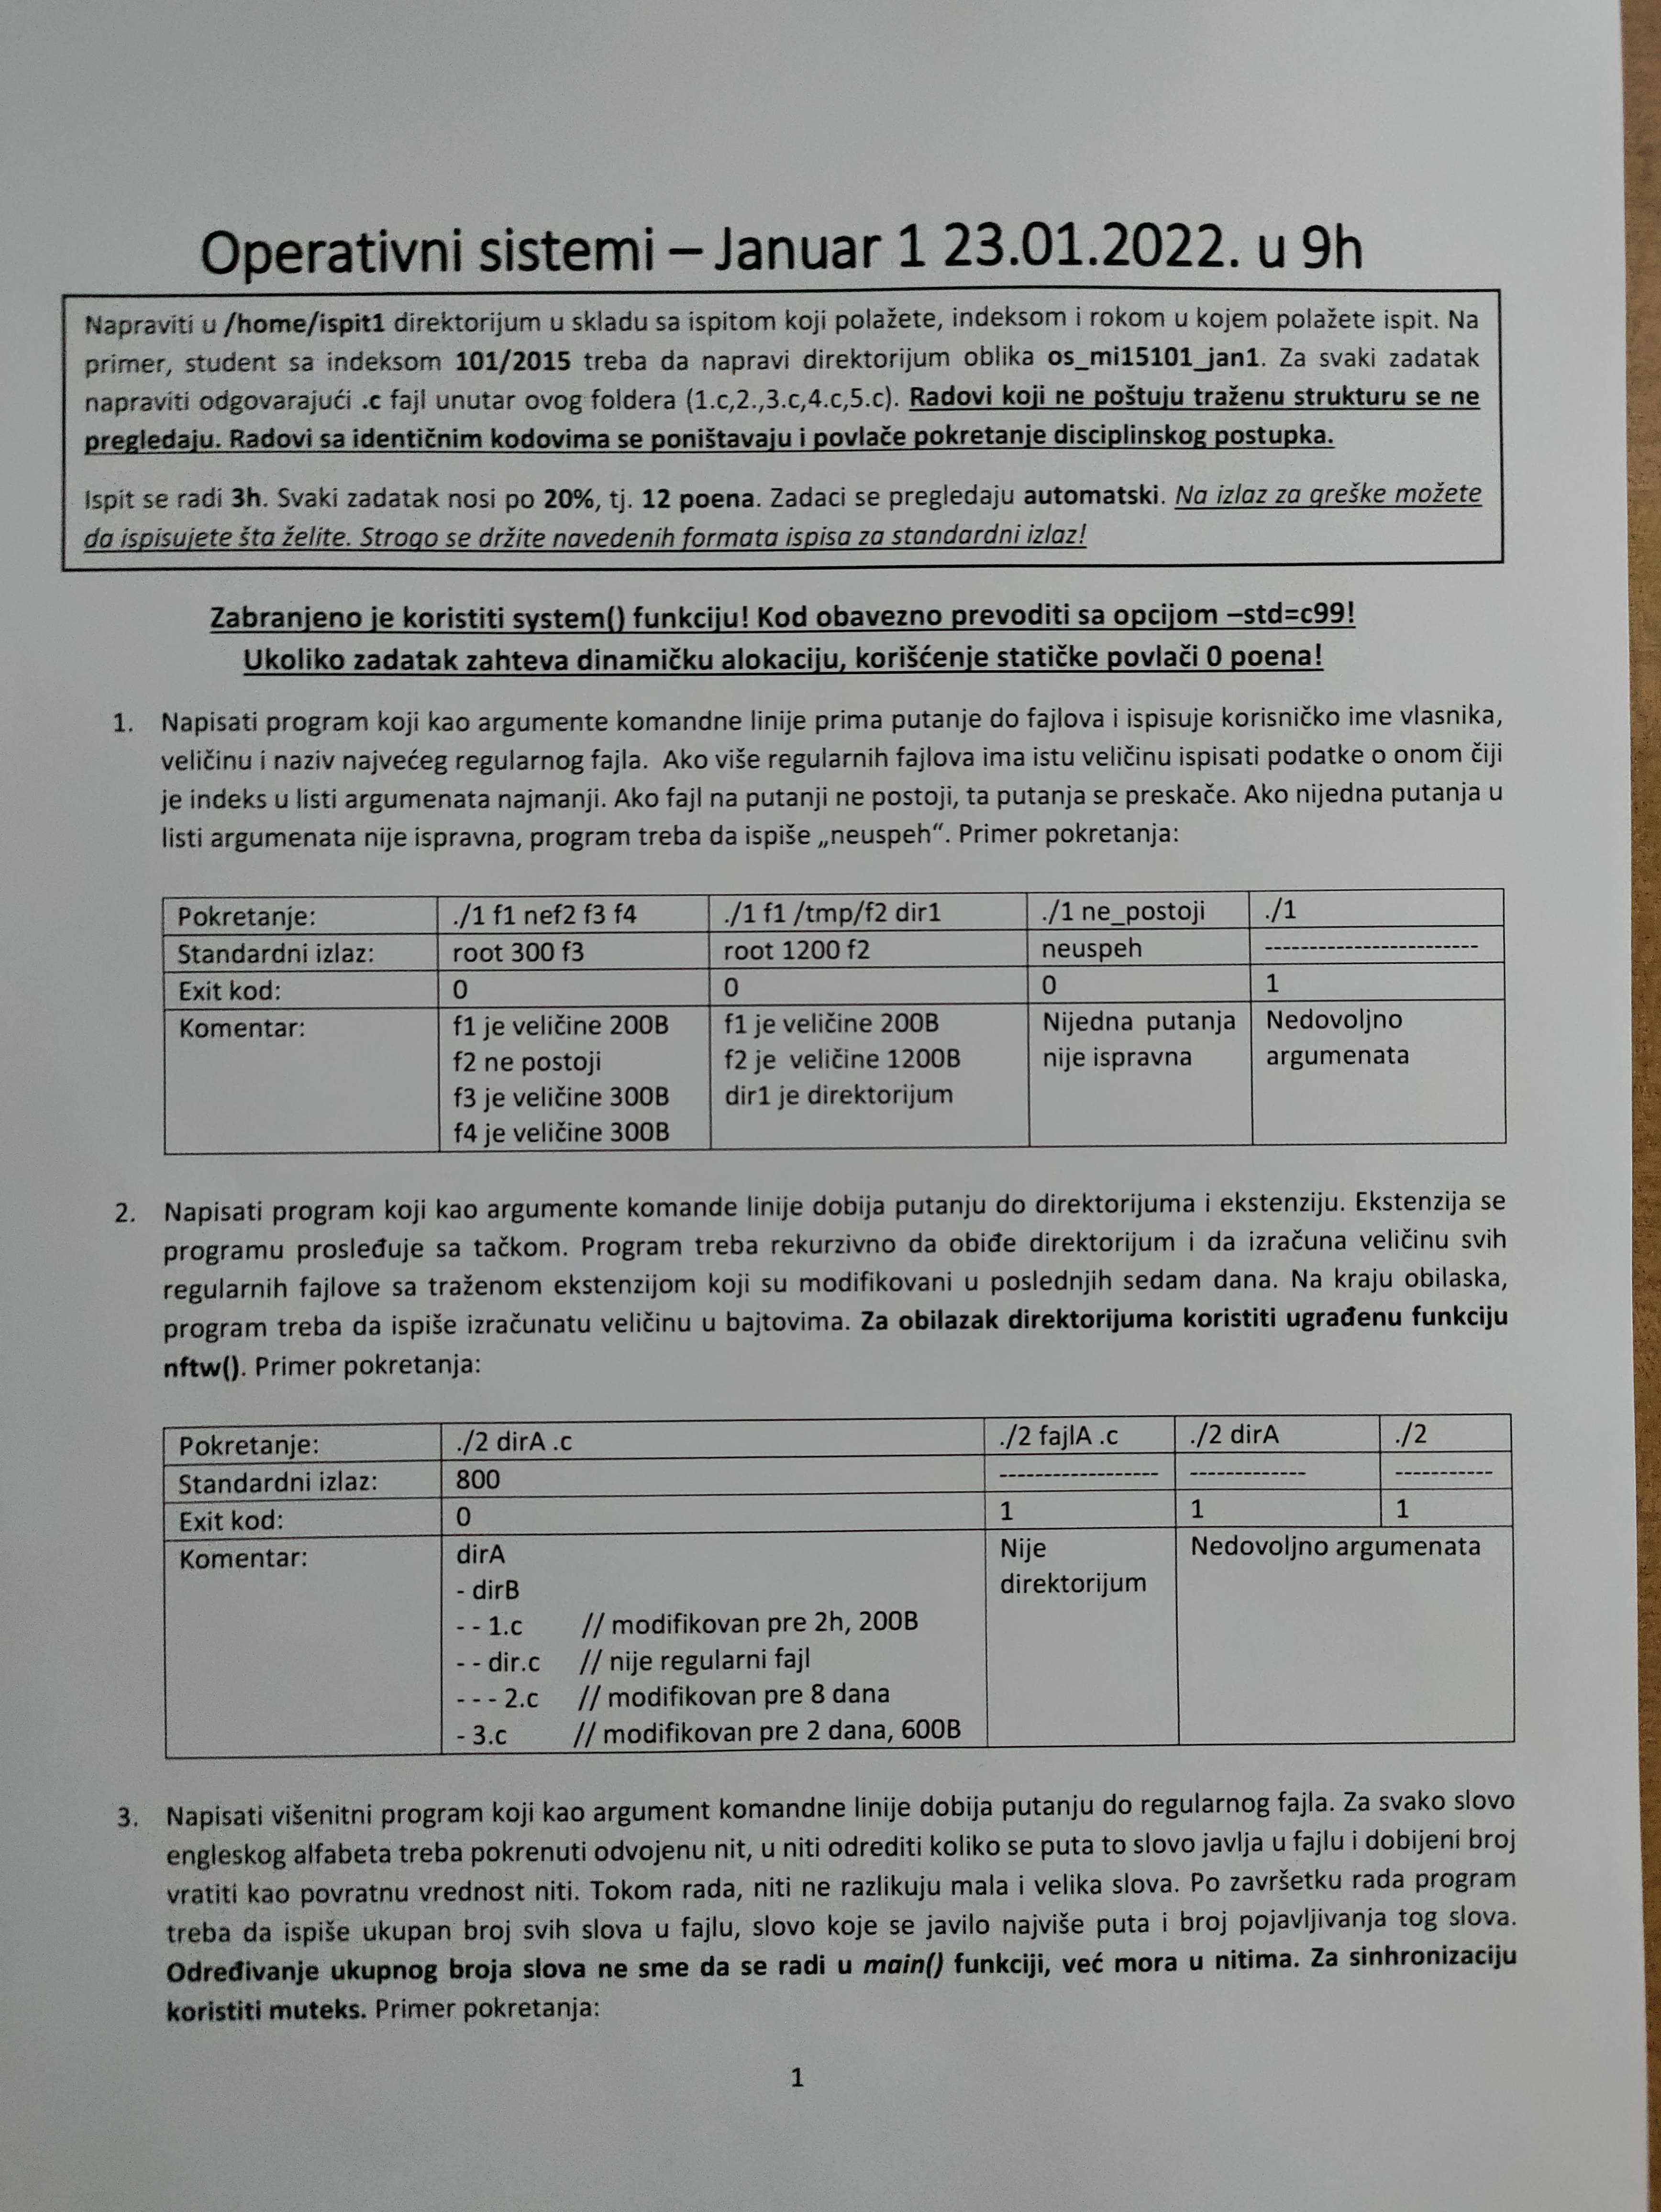 Operativni sistemi – Januar 1 23.01.2022. u 9h
Napraviti u /home/ispit1 direktorijum u skladu sa ispitom koji polažete, indeksom i rokom u kojem polažete ispit. Na
primer, student sa indeksom 101/2015 treba da napravi direktorijum oblika os_mi15101_jan1. Za svaki zadatak
napraviti odgovarajući .c fajl unutar ovog foldera (1.c,2.,3.c,4.c,5.c). Radovi koji ne poštuju traženu strukturu se ne
pregledaju. Radovi sa identičnim kodovima se poništavaju i povlače pokretanje disciplinskog postupka.
Ispit se radi 3h. Svaki zadatak nosi po 20%, tj. 12 poena. Zadaci se pregledaju automatski. Na izlaz za greške možete
da ispisujete šta želite. Strogo se držite navedenih formata ispisa za standardni izlaz!
Zabranjeno je koristiti system() funkciju! Kod obavezno prevoditi sa opcijom –std=c99!
Ukoliko zadatak zahteva dinamičku alokaciju, korišćenje statičke povlači 0 poena!
1. Napisati program koji kao argumente komandne linije prima putanje do fajlova i ispisuje korisničko ime vlasnika,
veličinu i naziv najvećeg regularnog fajla. Ako više regularnih fajlova ima istu veličinu ispisati podatke o onom čiji
je indeks u listi argumenata najmanji. Ako fajl na putanji ne postoji, ta putanja se preskače. Ako nijedna putanja u
listi argumenata nije ispravna, program treba da ispiše „neuspeh“. Primer pokretanja:
Pokretanje: ./1 f1 nef2 f3 f4 ./1 f1 /tmp/f2 dir1 ./1 ne_postoji ./1
Standardni izlaz: root 300 f3 root 1200 f2 neuspeh ------------------------
Exit kod: 0 0 0 1
Komentar: f1 je veličine 200B f1 je veličine 200B Nijedna putanja Nedovoljno
f2 ne postoji f2 je veličine 1200B nije ispravna argumenata
f3 je veličine 300B dir1 je direktorijum
f4 je veličine 300B
2. Napisati program koji kao argumente komande linije dobija putanju do direktorijuma i ekstenziju. Ekstenzija se
programu prosleđuje sa tačkom. Program treba rekurzivno da obiđe direktorijum i da izračuna veličinu svih
regularnih fajlove sa traženom ekstenzijom koji su modifikovani u poslednjih sedam dana. Na kraju obilaska,
program treba da ispiše izračunatu veličinu u bajtovima. Za obilazak direktorijuma koristiti ugrađenu funkciju
nftw(). Primer pokretanja:
Pokretanje: ./2 dirA .c ./2 fajlA .c ./2 dirA ./2
Standardni izlaz: 800 ------------------ ------------- -----------
Exit kod: 0 1 1 1
Komentar: dirA Nije Nedovoljno argumenata
- dirB direktorijum
- - 1.c // modifikovan pre 2h, 200B
- - dir.c // nije regularni fajl
- - - 2.c // modifikovan pre 8 dana
- 3.c // modifikovan pre 2 dana, 600B
3. Napisati višenitni program koji kao argument komandne linije dobija putanju do regularnog fajla. Za svako slovo
engleskog alfabeta treba pokrenuti odvojenu nit, u niti odrediti koliko se puta to slovo javlja u fajlu i dobijeni broj
vratiti kao povratnu vrednost niti. Tokom rada, niti ne razlikuju mala i velika slova. Po završetku rada program
treba da ispiše ukupan broj svih slova u fajlu, slovo koje se javilo najviše puta i broj pojavljivanja tog slova.
Određivanje ukupnog broja slova ne sme da se radi u main() funkciji, već mora u nitima. Za sinhronizaciju
koristiti muteks. Primer pokretanja:
1